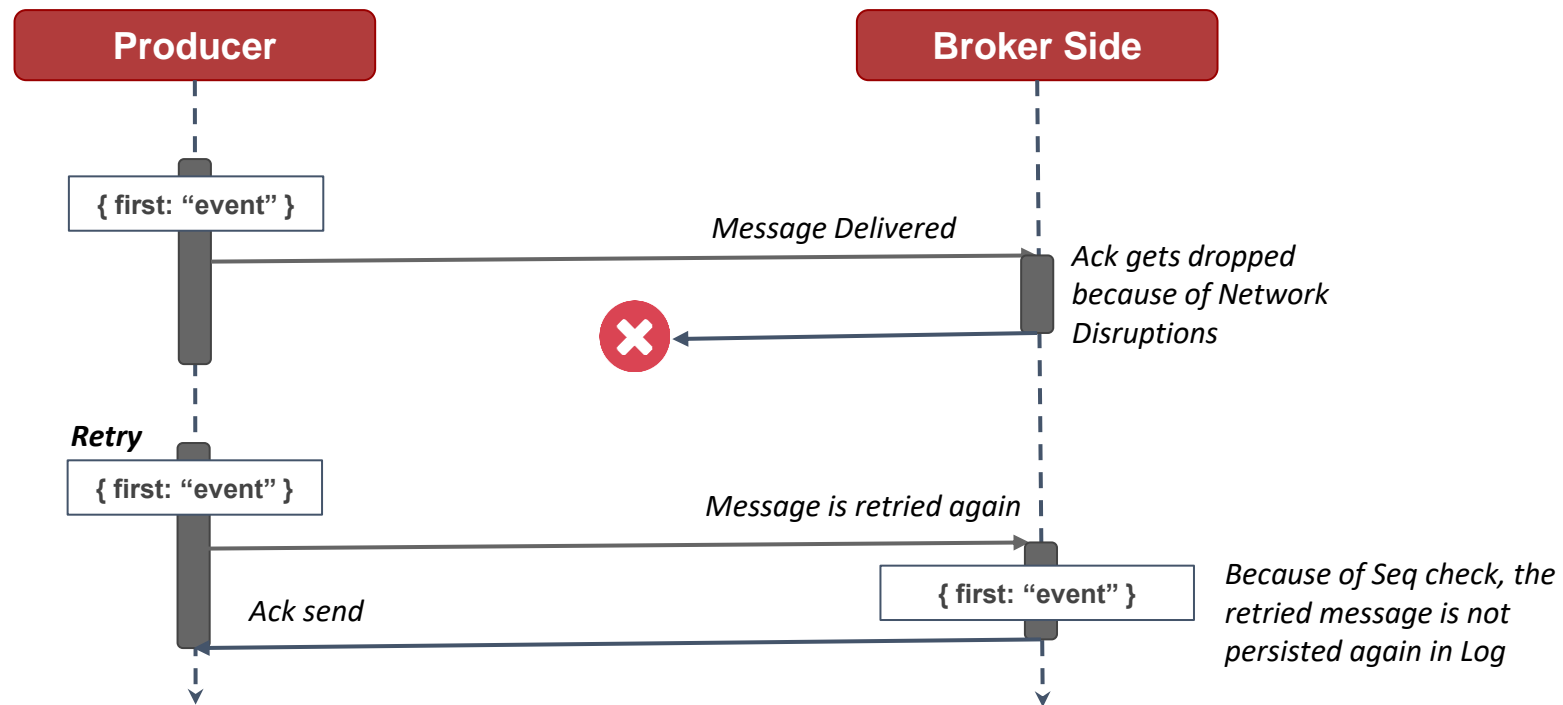 Producer
Broker Side
{ first: “event” }
Message Delivered
Ack gets dropped
because of Network
Disruptions
Retry
{ first: “event” }
Message is retried again
{ first: “event” }
Because of Seq check, the
retried message is not
persisted again in Log
Ack send